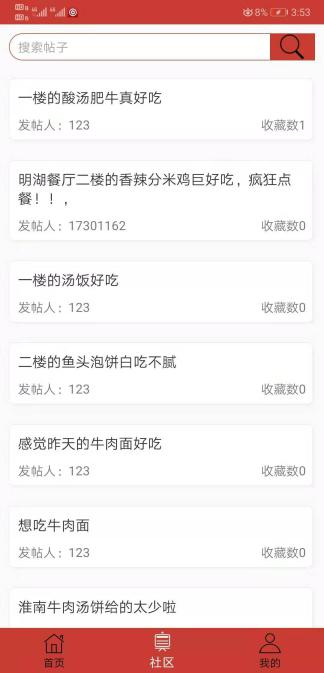 8% 3:53
搜索帖子
一楼的酸汤肥牛真好吃
发帖人：123 收藏数1
明湖餐厅二楼的香辣分米鸡巨好吃，疯狂点
餐！！，
发帖人：17301162 收藏数0
一楼的汤饭好吃
发帖人：123 收藏数0
二楼的鱼头泡饼白吃不腻
发帖人：123 收藏数0
感觉昨天的牛肉面好吃
发帖人：123 收藏数0
想吃牛肉面
发帖人：123 收藏数0
淮南牛肉汤饼给的太少啦
首页 社区 我的